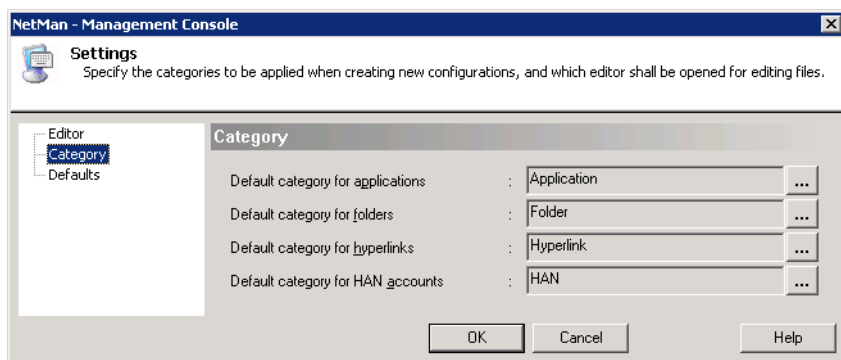 NetMan - Management Console
Settings
Specify the categories to be applied when creating new configurations, and which editor shall be opened for editing files.
Editor
Category
Defaults
Category
Default category for applications : Application ...
Default category for folders : Folder ...
Default category for hyperlinks : Hyperlink ...
Default category for HAN accounts : HAN ...
OK Cancel Help